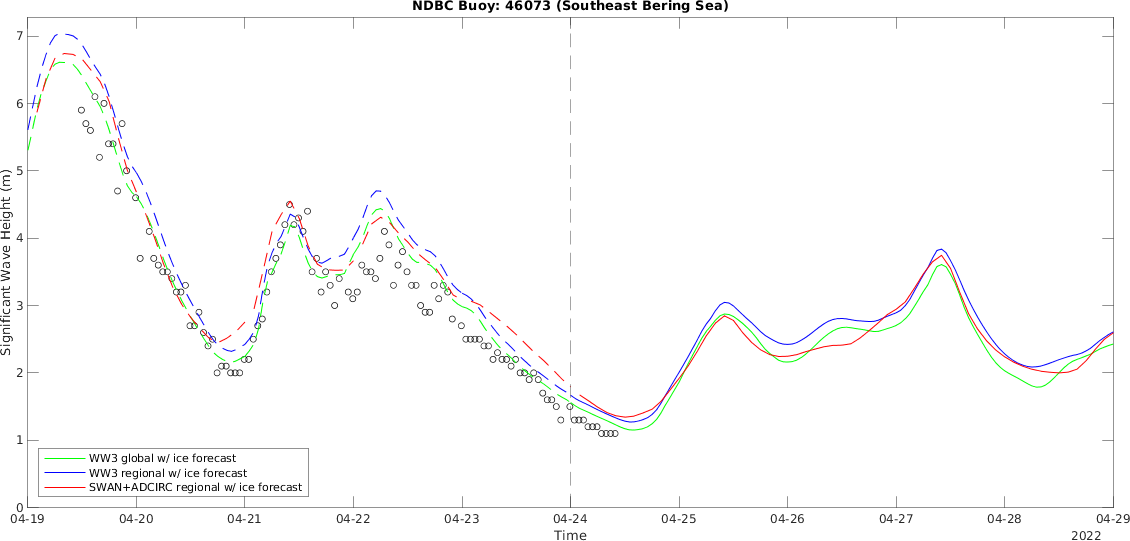 NDBC Buoy: 46073 (Southeast Bering Sea)
Significant Wave Height (m)
7
6
5
4
3
2
1
0
WW3 global w/ ice forecast
WW3 regional w/ ice forecast
SWAN+ADCIRC regional w/ ice forecast
04-19 04-20 04-21 04-22 04-23 04-24 04-25 04-26 04-27 04-28 04-29
Time
2022